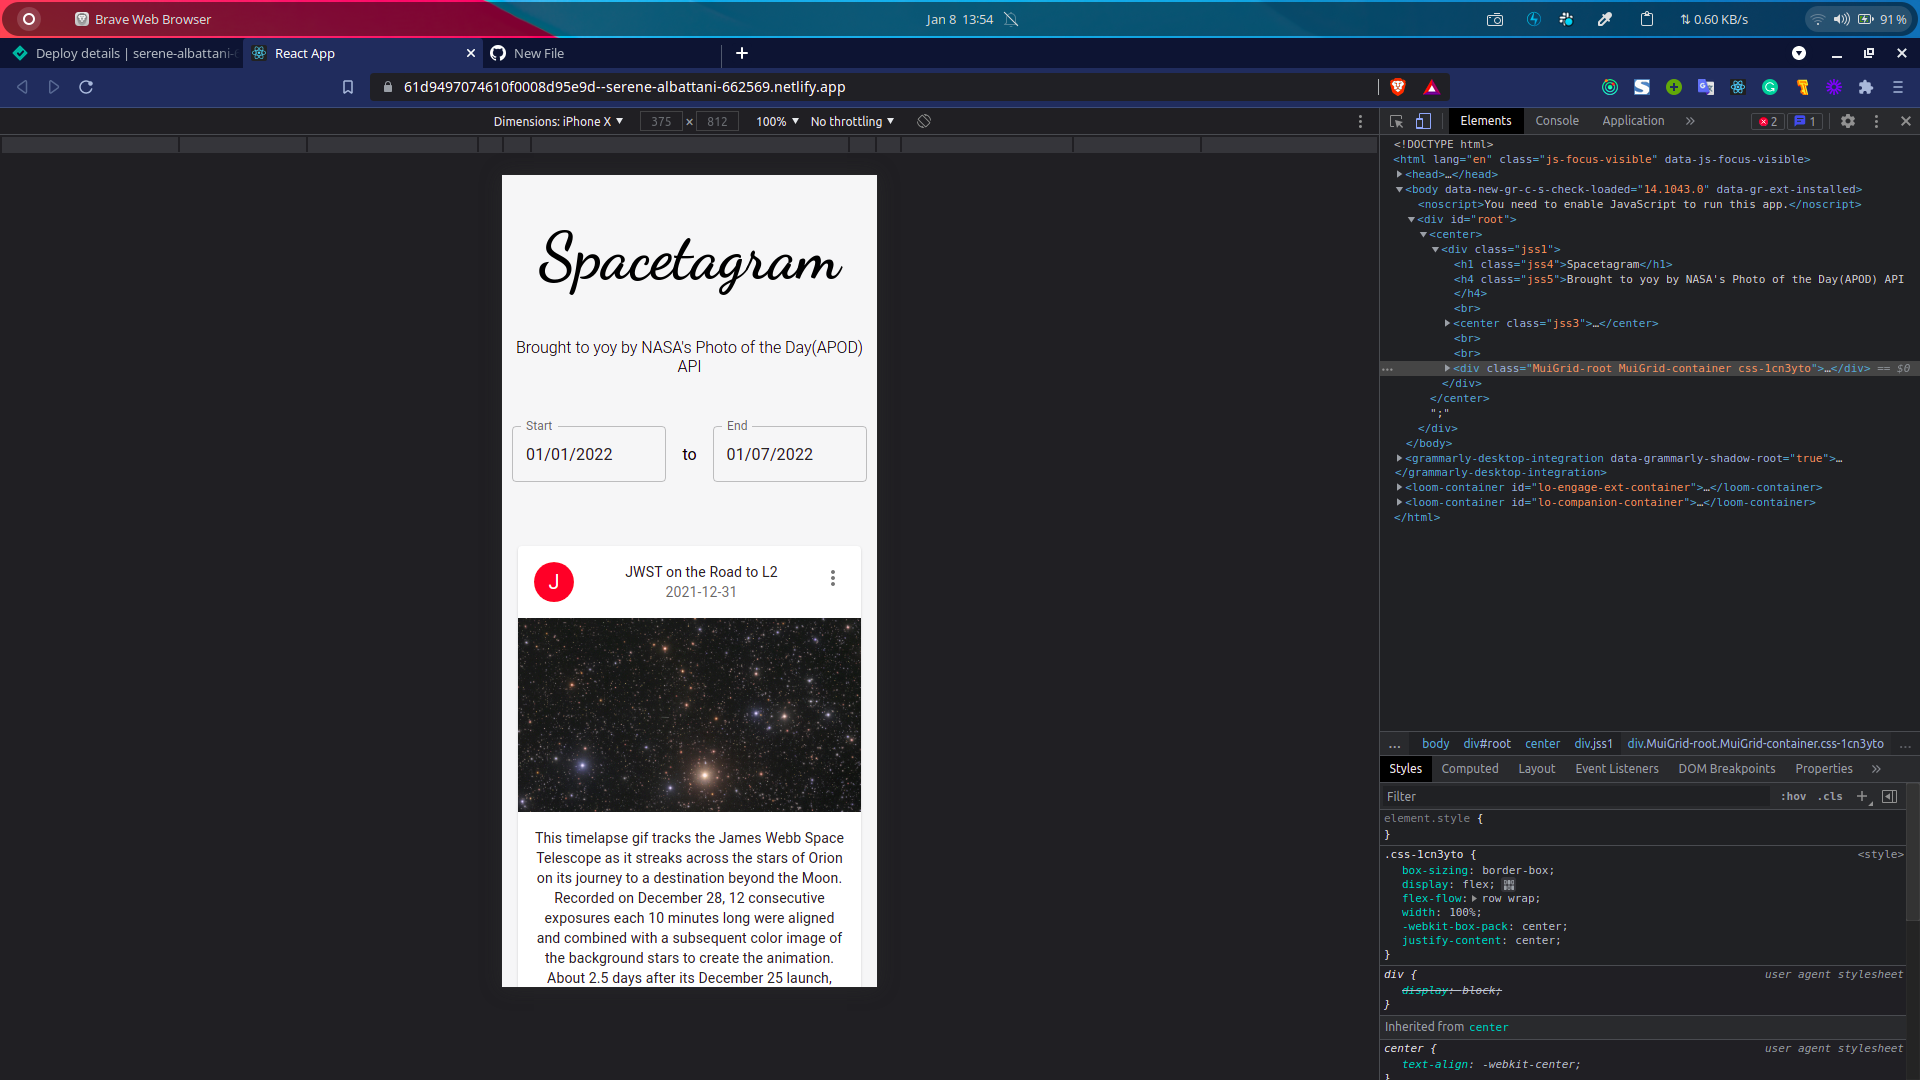 Brave Web Browser
Jan 8 13:54
0.60 KB/s
91 %
Deploy details | serene-albattani-6
React App
New File
61d9497074610f0008d95e9d--serene-albattani-662569.netlify.app
Dimensions: iPhone X
375 × 812
100%
No throttling
Spacetagram
Brought to yoy by NASA's Photo of the Day(APOD)
API
Start
01/01/2022
to
End
01/07/2022
J
JWST on the Road to L2
2021-12-31
This timelapse gif tracks the James Webb Space
Telescope as it streaks across the stars of Orion
on its journey to a destination beyond the Moon.
Recorded on December 28, 12 consecutive
exposures each 10 minutes long were aligned
and combined with a subsequent color image of
the background stars to create the animation.
About 2.5 days after its December 25 launch,
Elements
Console
Application
»
2
1
<!DOCTYPE html>
<html lang="en" class="js-focus-visible" data-js-focus-visible>
<head>…</head>
<body data-new-gr-c-s-check-loaded="14.1043.0" data-gr-ext-installed>
<noscript>You need to enable JavaScript to run this app.</noscript>
<div id="root">
<center>
<div class="jss1">
<h1 class="jss4">Spacetagram</h1>
<h4 class="jss5">Brought to yoy by NASA's Photo of the Day(APOD) API
</h4>
<br>
<center class="jss3">…</center>
<br>
<br>
… <div class="MuiGrid-root MuiGrid-container css-1cn3yto">…</div> == $0
</div>
</center>
";"
</div>
</body>
<grammarly-desktop-integration data-grammarly-shadow-root="true">…
</grammarly-desktop-integration>
<loom-container id="lo-engage-ext-container">…</loom-container>
<loom-container id="lo-companion-container">…</loom-container>
</html>
… body div#root center div.jss1 div.MuiGrid-root.MuiGrid-container.css-1cn3yto …
Styles Computed Layout Event Listeners DOM Breakpoints Properties »
Filter
:hov .cls +
element.style {
}
.css-1cn3yto { <style>
box-sizing: border-box;
display: flex;
flex-flow: row wrap;
width: 100%;
-webkit-box-pack: center;
justify-content: center;
}
div { user agent stylesheet
display: block;
}
Inherited from center
center { user agent stylesheet
text-align: -webkit-center;
}